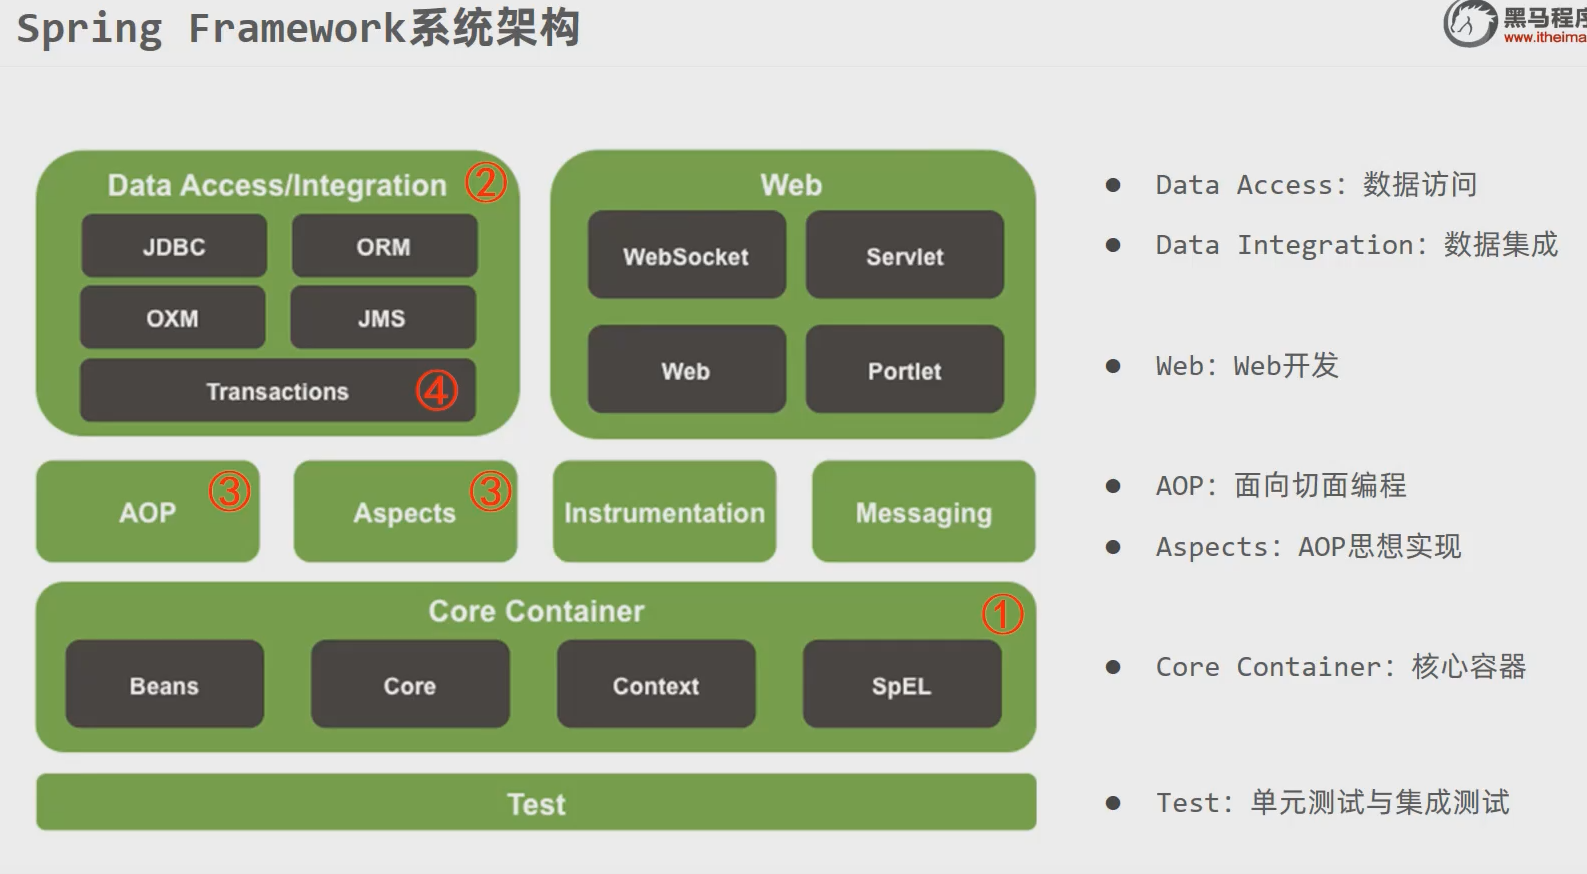 Spring Framework系统架构
黑马程序
www.itheima
Data Access/Integration ②
JDBC
ORM
OXM
JMS
Transactions ④
Web
WebSocket
Servlet
Web
Portlet
AOP ③
Aspects ③
Instrumentation
Messaging
Core Container ①
Beans
Core
Context
SpEL
Test
● Data Access：数据访问
● Data Integration：数据集成
● Web：Web开发
● AOP：面向切面编程
● Aspects：AOP思想实现
● Core Container：核心容器
● Test：单元测试与集成测试